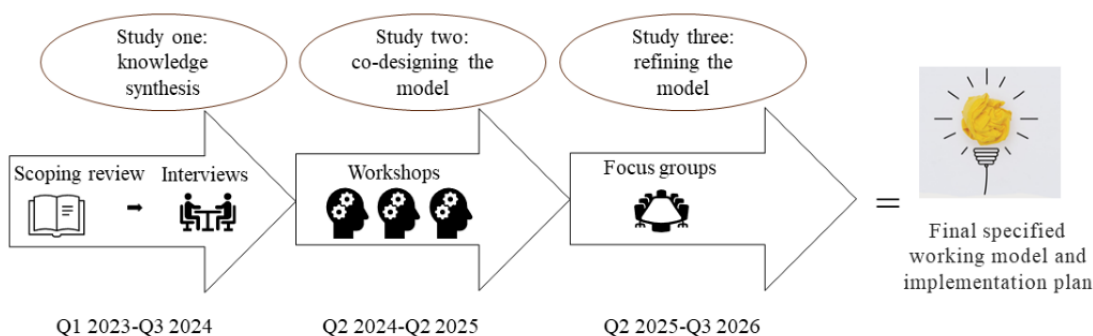 Study one:
knowledge
synthesis
Study two:
co-designing the
model
Study three:
refining the
model
Scoping review
Interviews
Workshops
Focus groups
=
Final specified
working model and
implementation plan
Q1 2023-Q3 2024
Q2 2024-Q2 2025
Q2 2025-Q3 2026